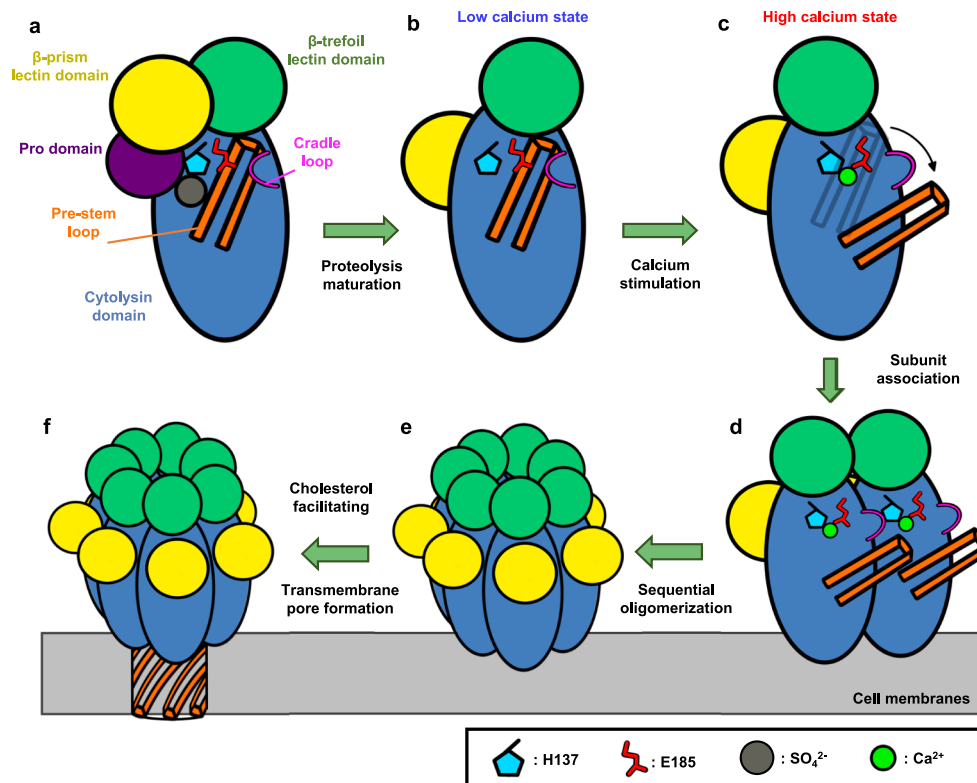 a
β-prism
lectin domain
β-trefoil
lectin domain
Pro domain
Cradle
loop
Pre-stem
loop
Cytolysin
domain
Proteolysis
maturation
Low calcium state
b
Calcium
stimulation
High calcium state
c
Subunit
association
d
Sequential
oligomerization
e
Cholesterol
facilitating
Transmembrane
pore formation
f
Cell membranes
: H137
: E185
: SO₄²⁻
: Ca²⁺